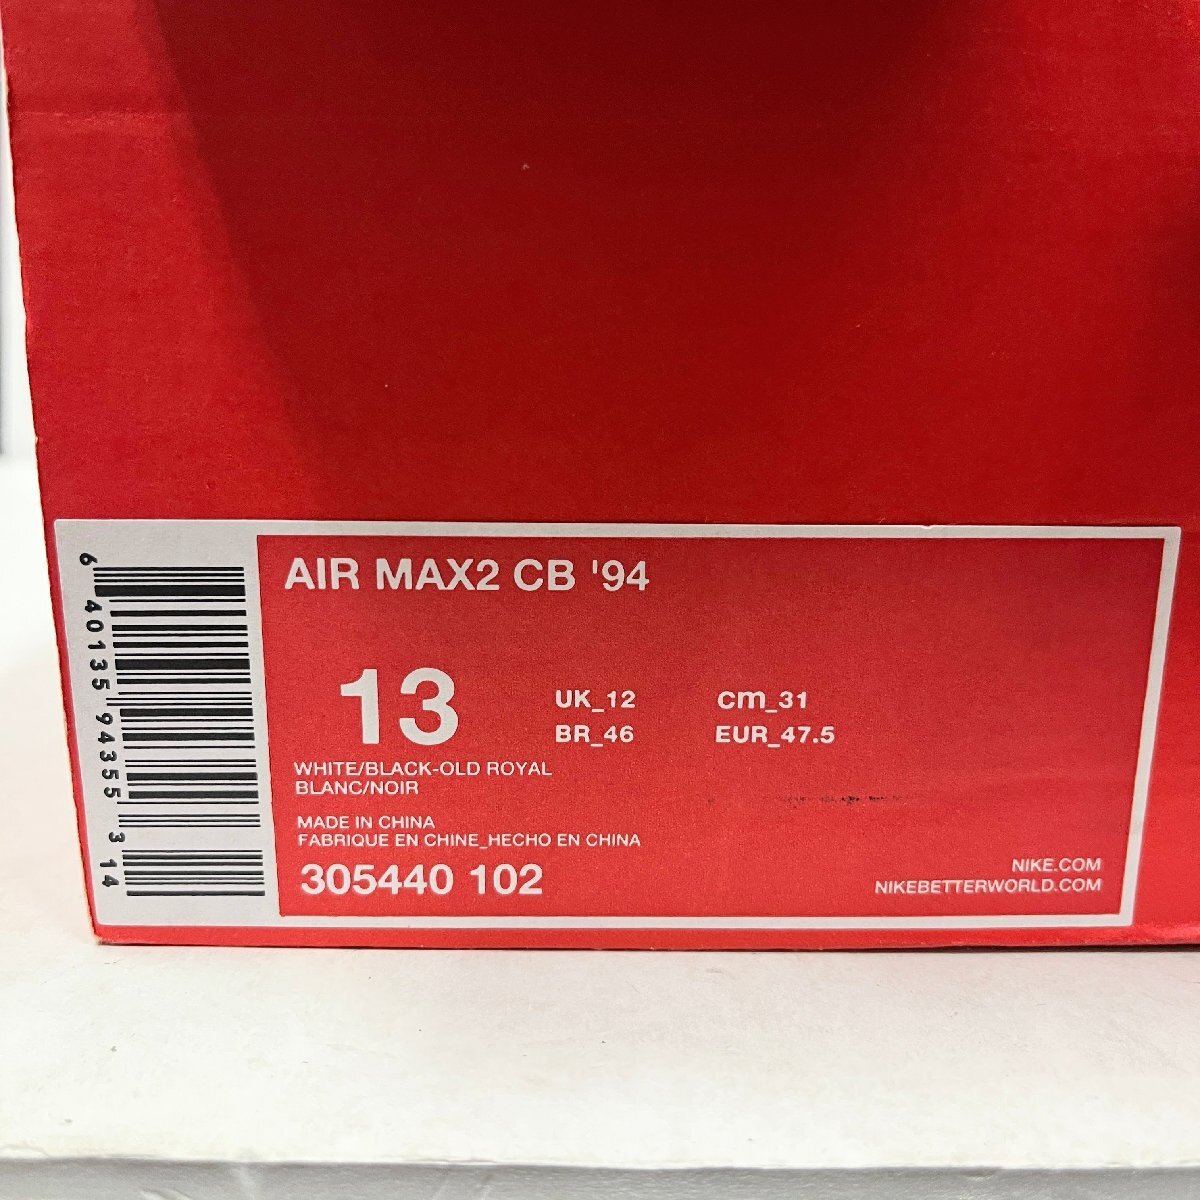 AIR MAX2 CB '94
13
UK_12 cm_31
BR_46 EUR_47.5
WHITE/BLACK-OLD ROYAL
BLANC/NOIR
MADE IN CHINA
FABRIQUE EN CHINE_HECHO EN CHINA
305440 102
NIKE.COM
NIKEBETTERWORLD.COM
6 40135 94355 3 14